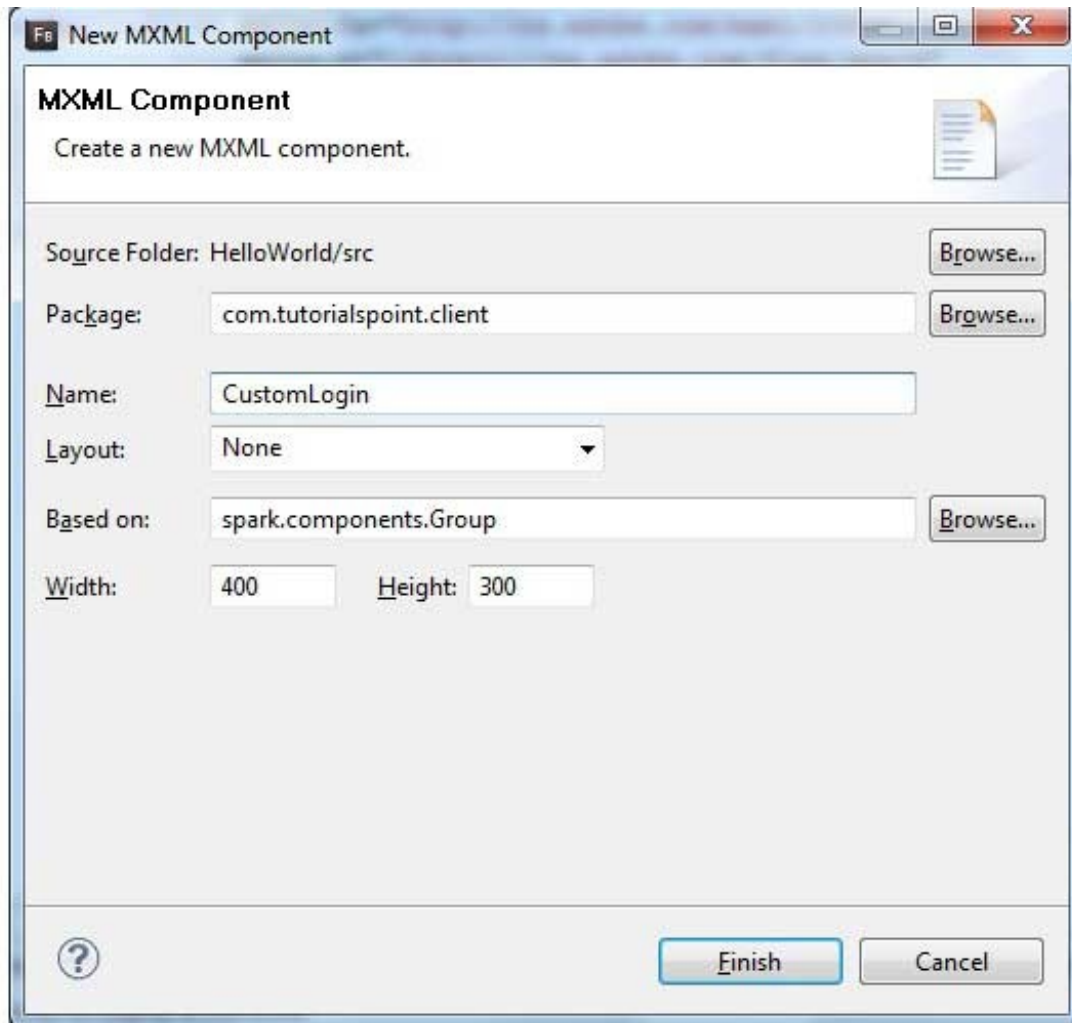 FB New MXML Component
MXML Component
Create a new MXML component.
Source Folder: HelloWorld/src Browse...
Package: com.tutorialspoint.client Browse...
Name: CustomLogin
Layout: None
Based on: spark.components.Group Browse...
Width: 400 Height: 300
?
Finish Cancel